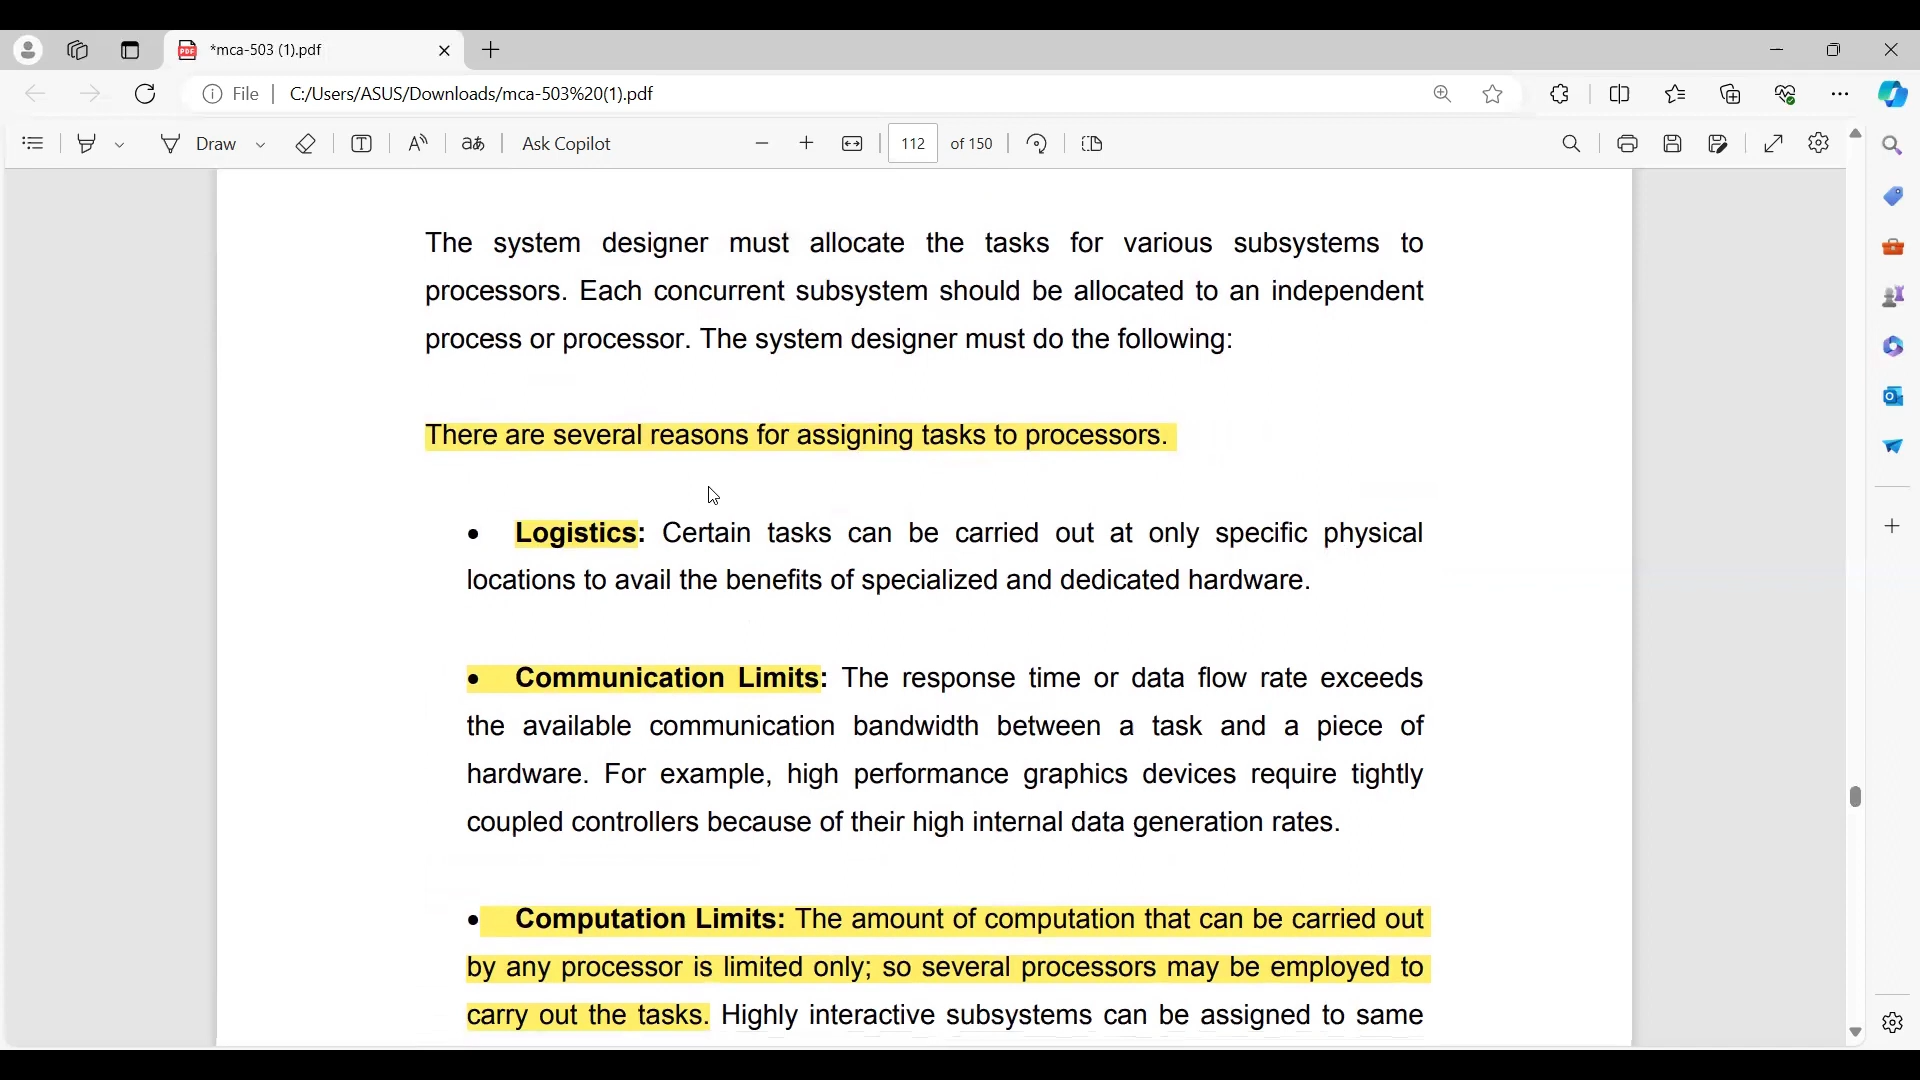 *mca-503 (1).pdf
File
C:/Users/ASUS/Downloads/mca-503%20(1).pdf
Draw
aあ
Ask Copilot
112
of 150
The system designer must allocate the tasks for various subsystems to
processors. Each concurrent subsystem should be allocated to an independent
process or processor. The system designer must do the following:
There are several reasons for assigning tasks to processors.
• Logistics: Certain tasks can be carried out at only specific physical
locations to avail the benefits of specialized and dedicated hardware.
• Communication Limits: The response time or data flow rate exceeds
the available communication bandwidth between a task and a piece of
hardware. For example, high performance graphics devices require tightly
coupled controllers because of their high internal data generation rates.
• Computation Limits: The amount of computation that can be carried out
by any processor is limited only; so several processors may be employed to
carry out the tasks. Highly interactive subsystems can be assigned to same